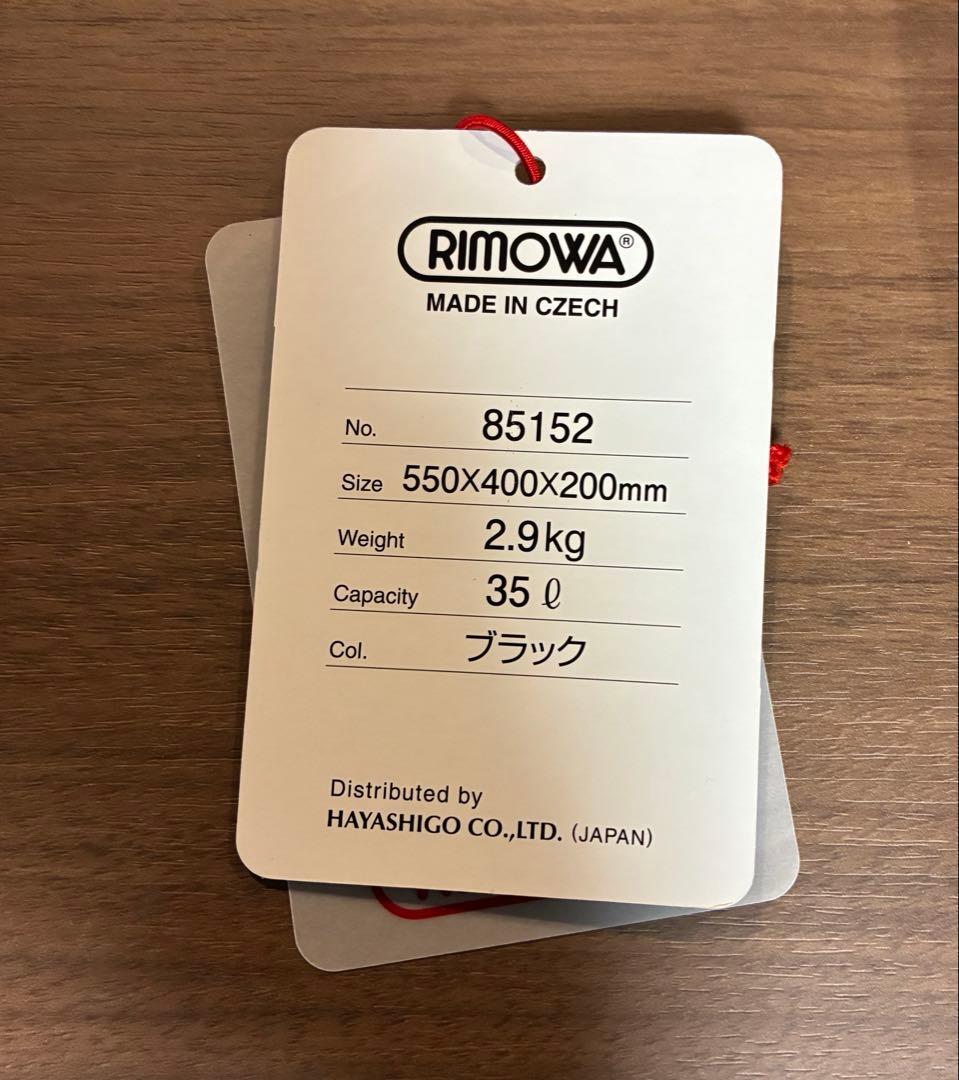 RIMOWA®
MADE IN CZECH
No. 85152
Size 550X400X200mm
Weight 2.9kg
Capacity 35 ℓ
Col. ブラック
Distributed by
HAYASHIGO CO.,LTD. (JAPAN)